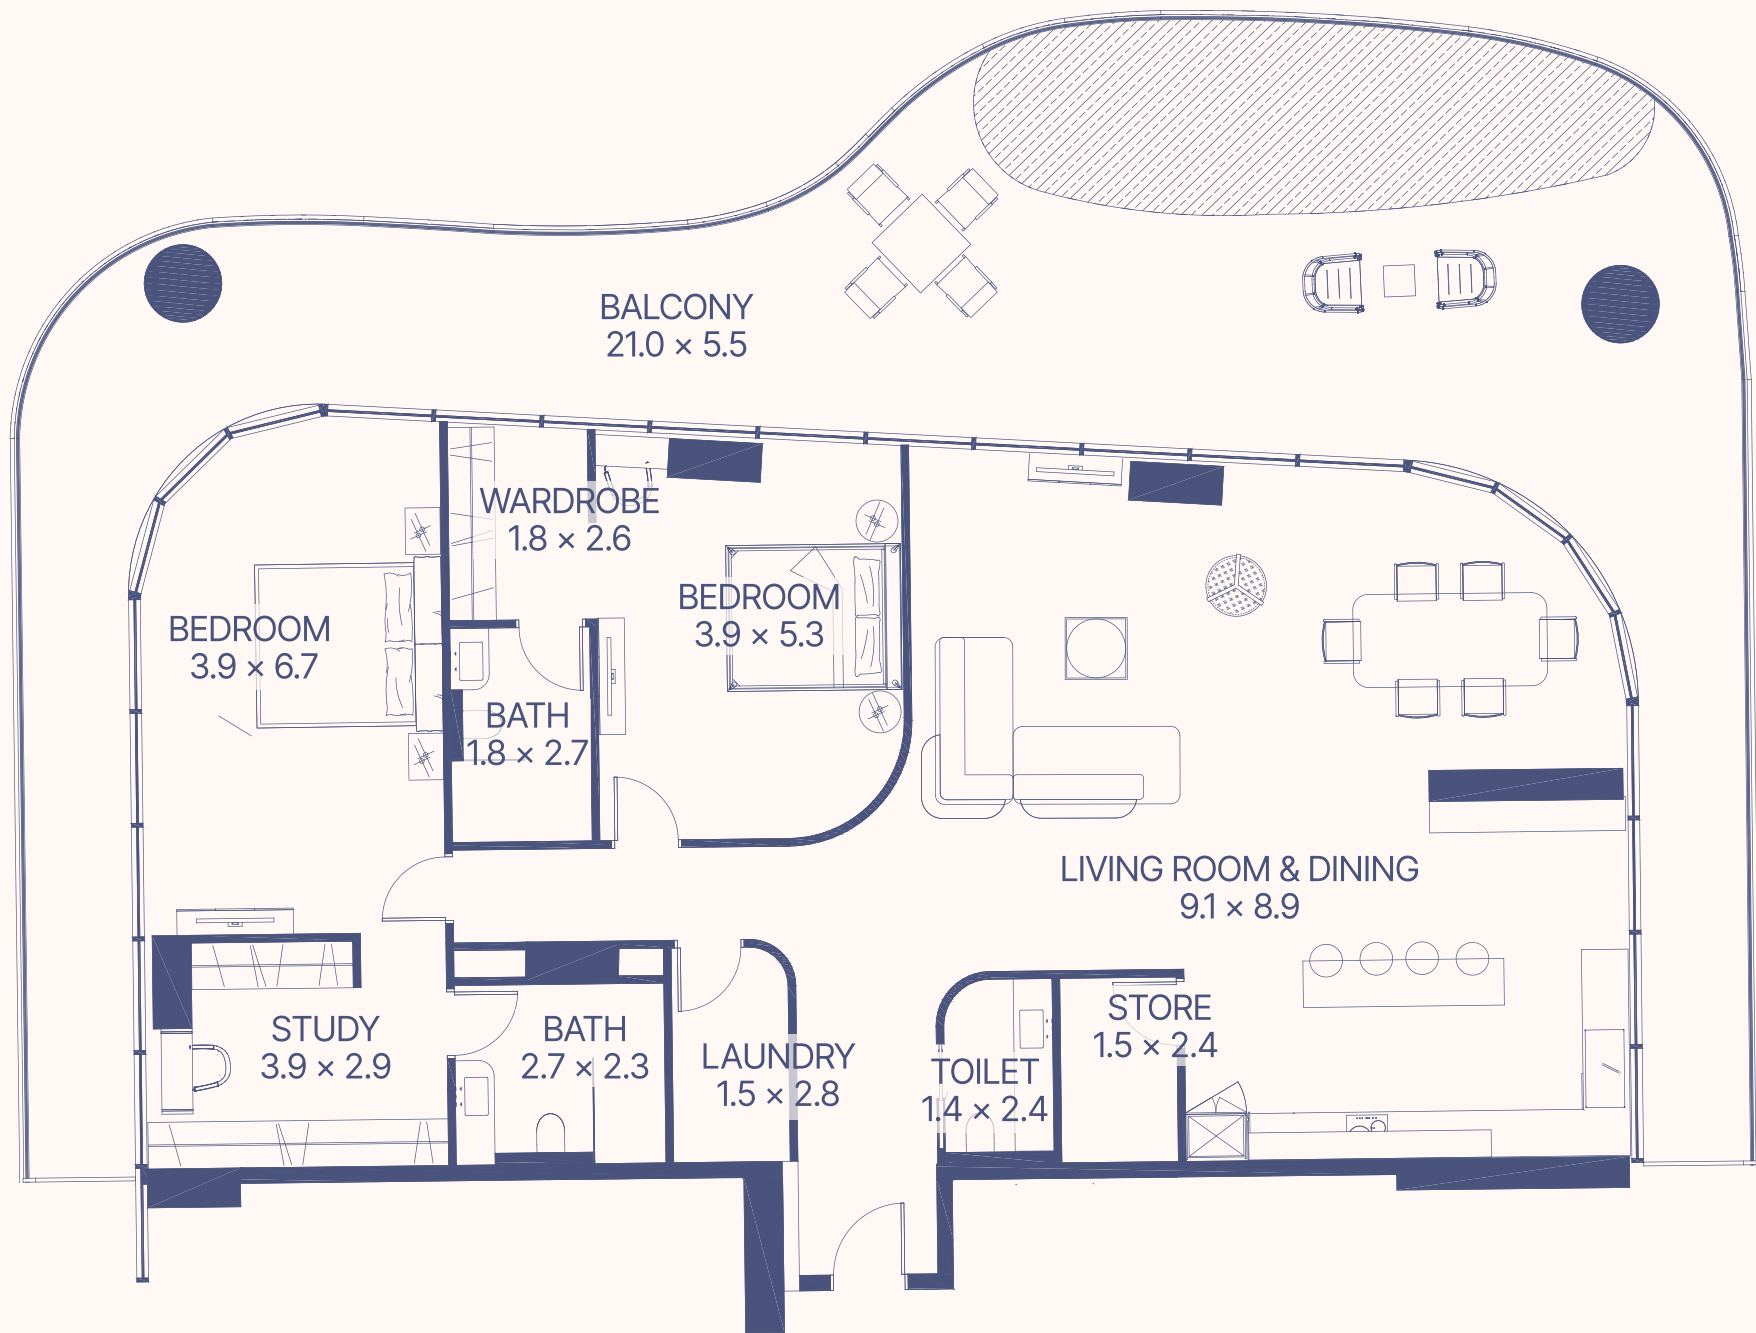 BALCONY
21.0 × 5.5
WARDROBE
1.8 × 2.6
BEDROOM
3.9 × 5.3
BEDROOM
3.9 × 6.7
BATH
1.8 × 2.7
LIVING ROOM & DINING
9.1 × 8.9
STUDY
3.9 × 2.9
BATH
2.7 × 2.3
LAUNDRY
1.5 × 2.8
TOILET
1.4 × 2.4
STORE
1.5 × 2.4